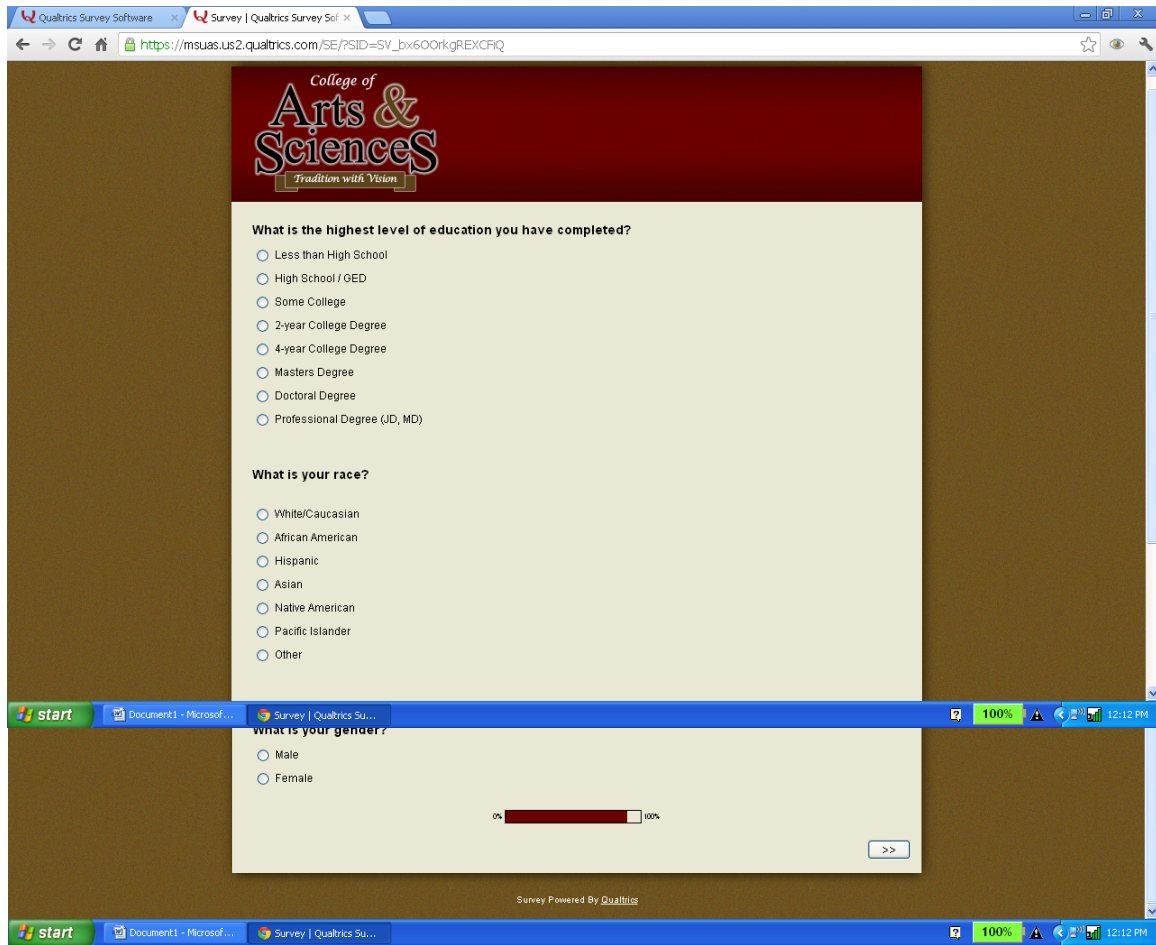 Qualtrics Survey Software
Survey | Qualtrics Survey Sof
https://msuas.us2.qualtrics.com/SE/?SID=SV_bx6OOrkgREXCFiQ
College of
Arts &
Sciences
Tradition with Vision
What is the highest level of education you have completed?
Less than High School
High School / GED
Some College
2-year College Degree
4-year College Degree
Masters Degree
Doctoral Degree
Professional Degree (JD, MD)
What is your race?
White/Caucasian
African American
Hispanic
Asian
Native American
Pacific Islander
Other
start Document1 - Microsof... Survey | Qualtrics Su... 100% 12:12 PM
What is your gender?
Male
Female
0% 100%
>>
Survey Powered By Qualtrics
start Document1 - Microsof... Survey | Qualtrics Su... 100% 12:12 PM